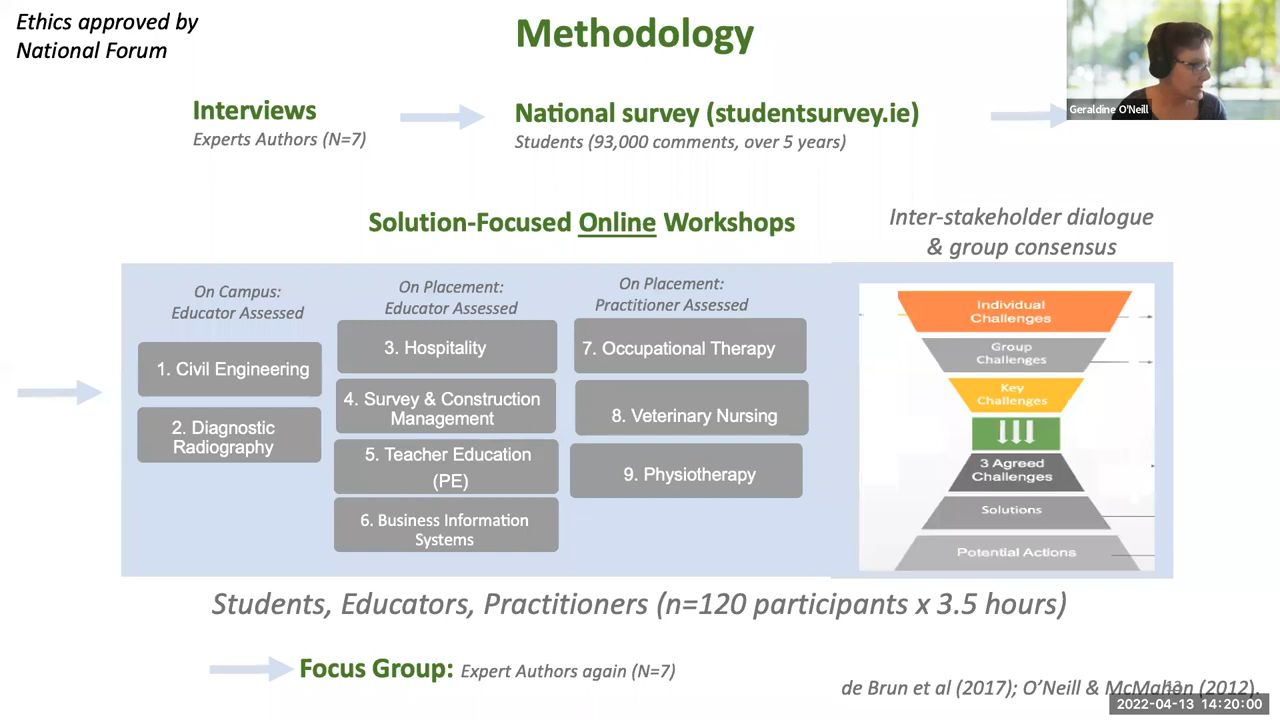 Ethics approved by
National Forum
Methodology
Geraldine O'Neill
Interviews
Experts Authors (N=7)
National survey (studentsurvey.ie)
Students (93,000 comments, over 5 years)
Solution-Focused Online Workshops
Inter-stakeholder dialogue
& group consensus
On Campus:
Educator Assessed
1. Civil Engineering
2. Diagnostic
Radiography
On Placement:
Educator Assessed
3. Hospitality
4. Survey & Construction
Management
5. Teacher Education
(PE)
6. Business Information
Systems
On Placement:
Practitioner Assessed
7. Occupational Therapy
8. Veterinary Nursing
9. Physiotherapy
Individual
Challenges
Group
Challenges
Key
Challenges
3 Agreed
Challenges
Solutions
Potential Actions
Students, Educators, Practitioners (n=120 participants x 3.5 hours)
Focus Group: Expert Authors again (N=7)
de Brun et al (2017); O'Neill & McMahon (2012).
2022-04-13 14:20:00